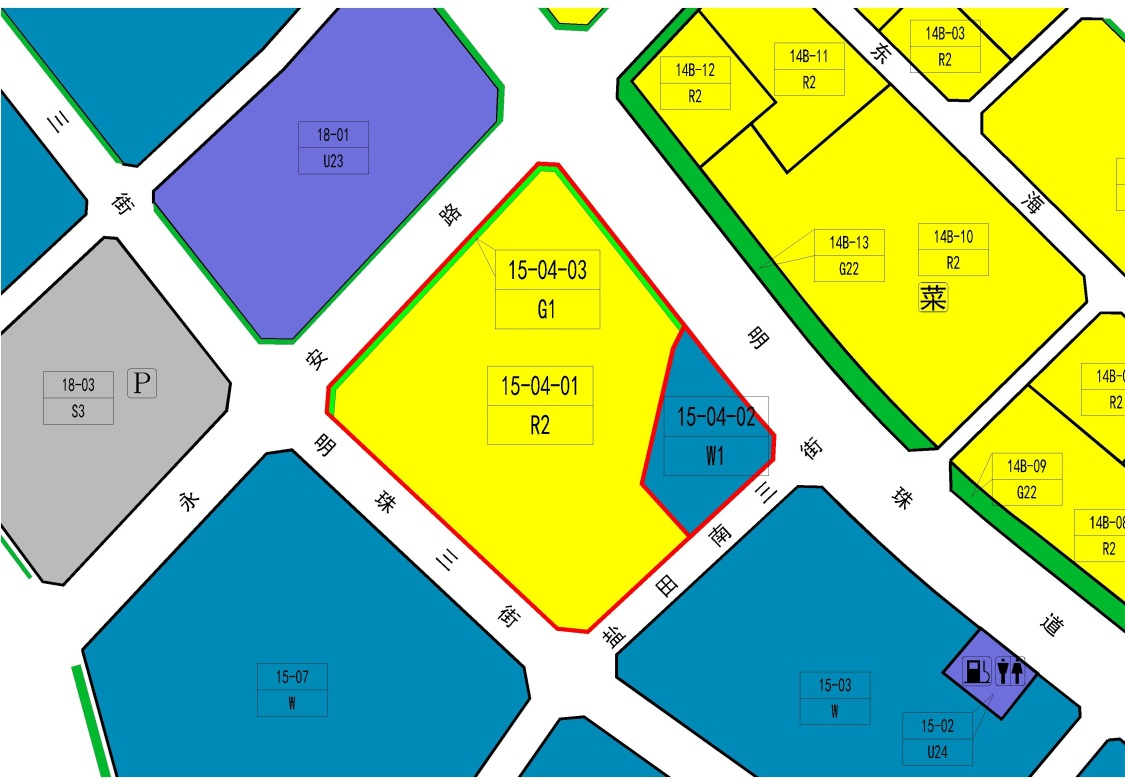 14B-03
R2
东
14B-11
R2
14B-12
R2
三
18-01
U23
街
海
路
14B-13
G22
14B-10
R2
菜
15-04-03
G1
明
安
18-03
S3
P
15-04-01
R2
15-04-02
W1
R2
明
街
14B-09
G22
永
珠
三
珠
南
R2
三
田
街
盐
道
15-07
W
15-03
W
15-02
U24